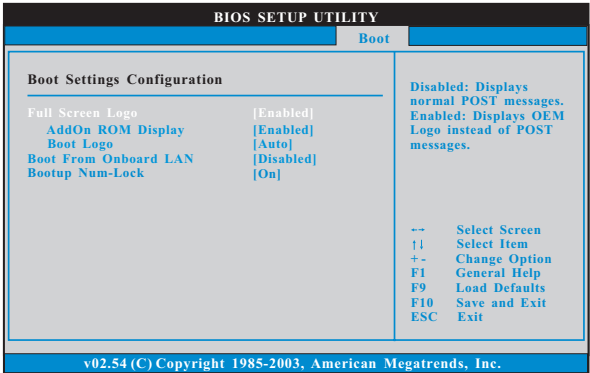 BIOS SETUP UTILITY
Boot
Boot Settings Configuration
Full Screen Logo [Enabled]
AddOn ROM Display [Enabled]
Boot Logo [Auto]
Boot From Onboard LAN [Disabled]
Bootup Num-Lock [On]
Disabled: Displays
normal POST messages.
Enabled: Displays OEM
Logo instead of POST
messages.
←→ Select Screen
↑↓ Select Item
+ - Change Option
F1 General Help
F9 Load Defaults
F10 Save and Exit
ESC Exit
v02.54 (C) Copyright 1985-2003, American Megatrends, Inc.